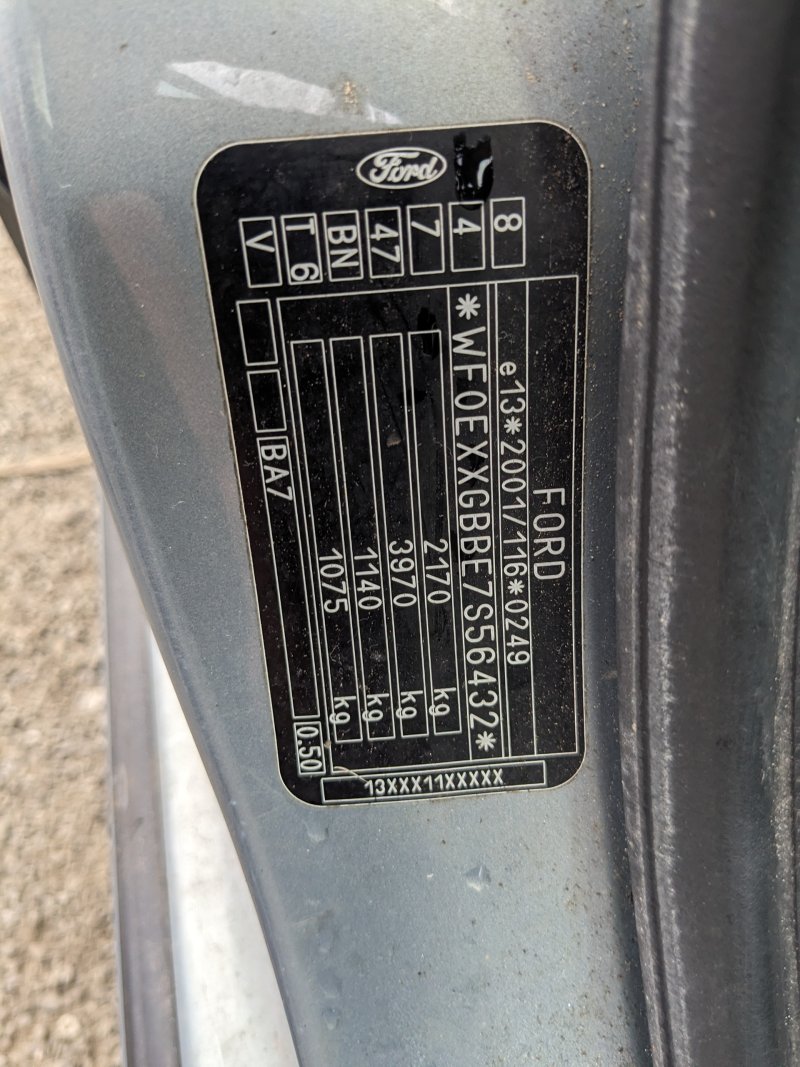 Ford
8
4
7
47
BN
T 6
V
FORD
e13*2001/116*0249
*WF0EXXGBBE7S56432*
2170 kg
3970 kg
1140 kg
1075 kg
BA7 0.50
13XXX11XXXXX